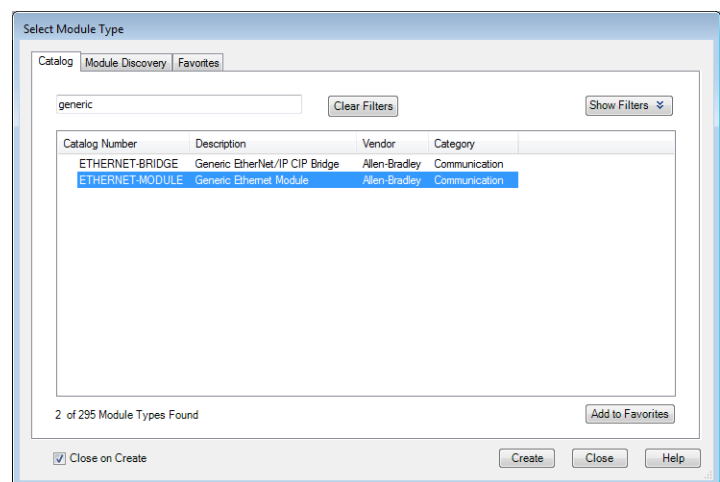 Select Module Type
Catalog Module Discovery Favorites
generic Clear Filters Show Filters
Catalog Number Description Vendor Category
ETHERNET-BRIDGE Generic EtherNet/IP CIP Bridge Allen-Bradley Communication
ETHERNET-MODULE Generic Ethernet Module Allen-Bradley Communication
2 of 295 Module Types Found Add to Favorites
Close on Create Create Close Help